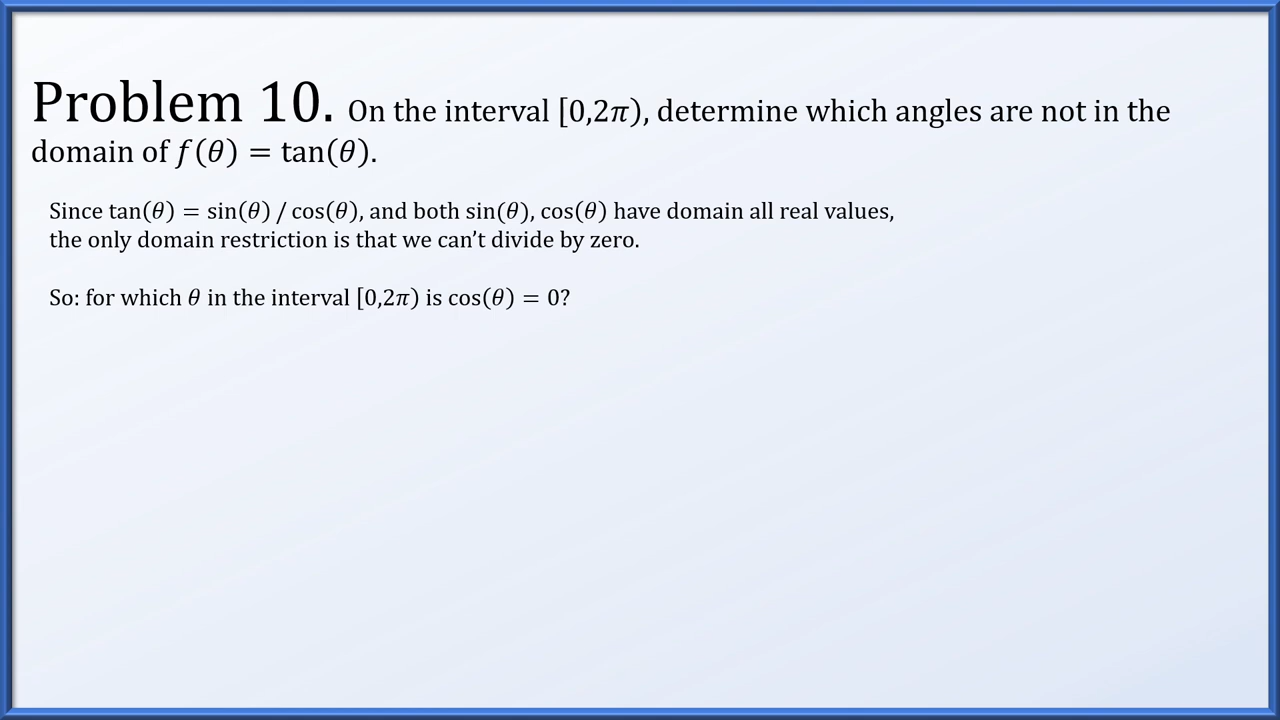 Problem 10. On the interval [0,2𝜋), determine which angles are not in the
domain of 𝑓(𝜃) = tan(𝜃).
Since tan(𝜃) = sin(𝜃) / cos(𝜃), and both sin(𝜃), cos(𝜃) have domain all real values,
the only domain restriction is that we can’t divide by zero.
So: for which 𝜃 in the interval [0,2𝜋) is cos(𝜃) = 0?